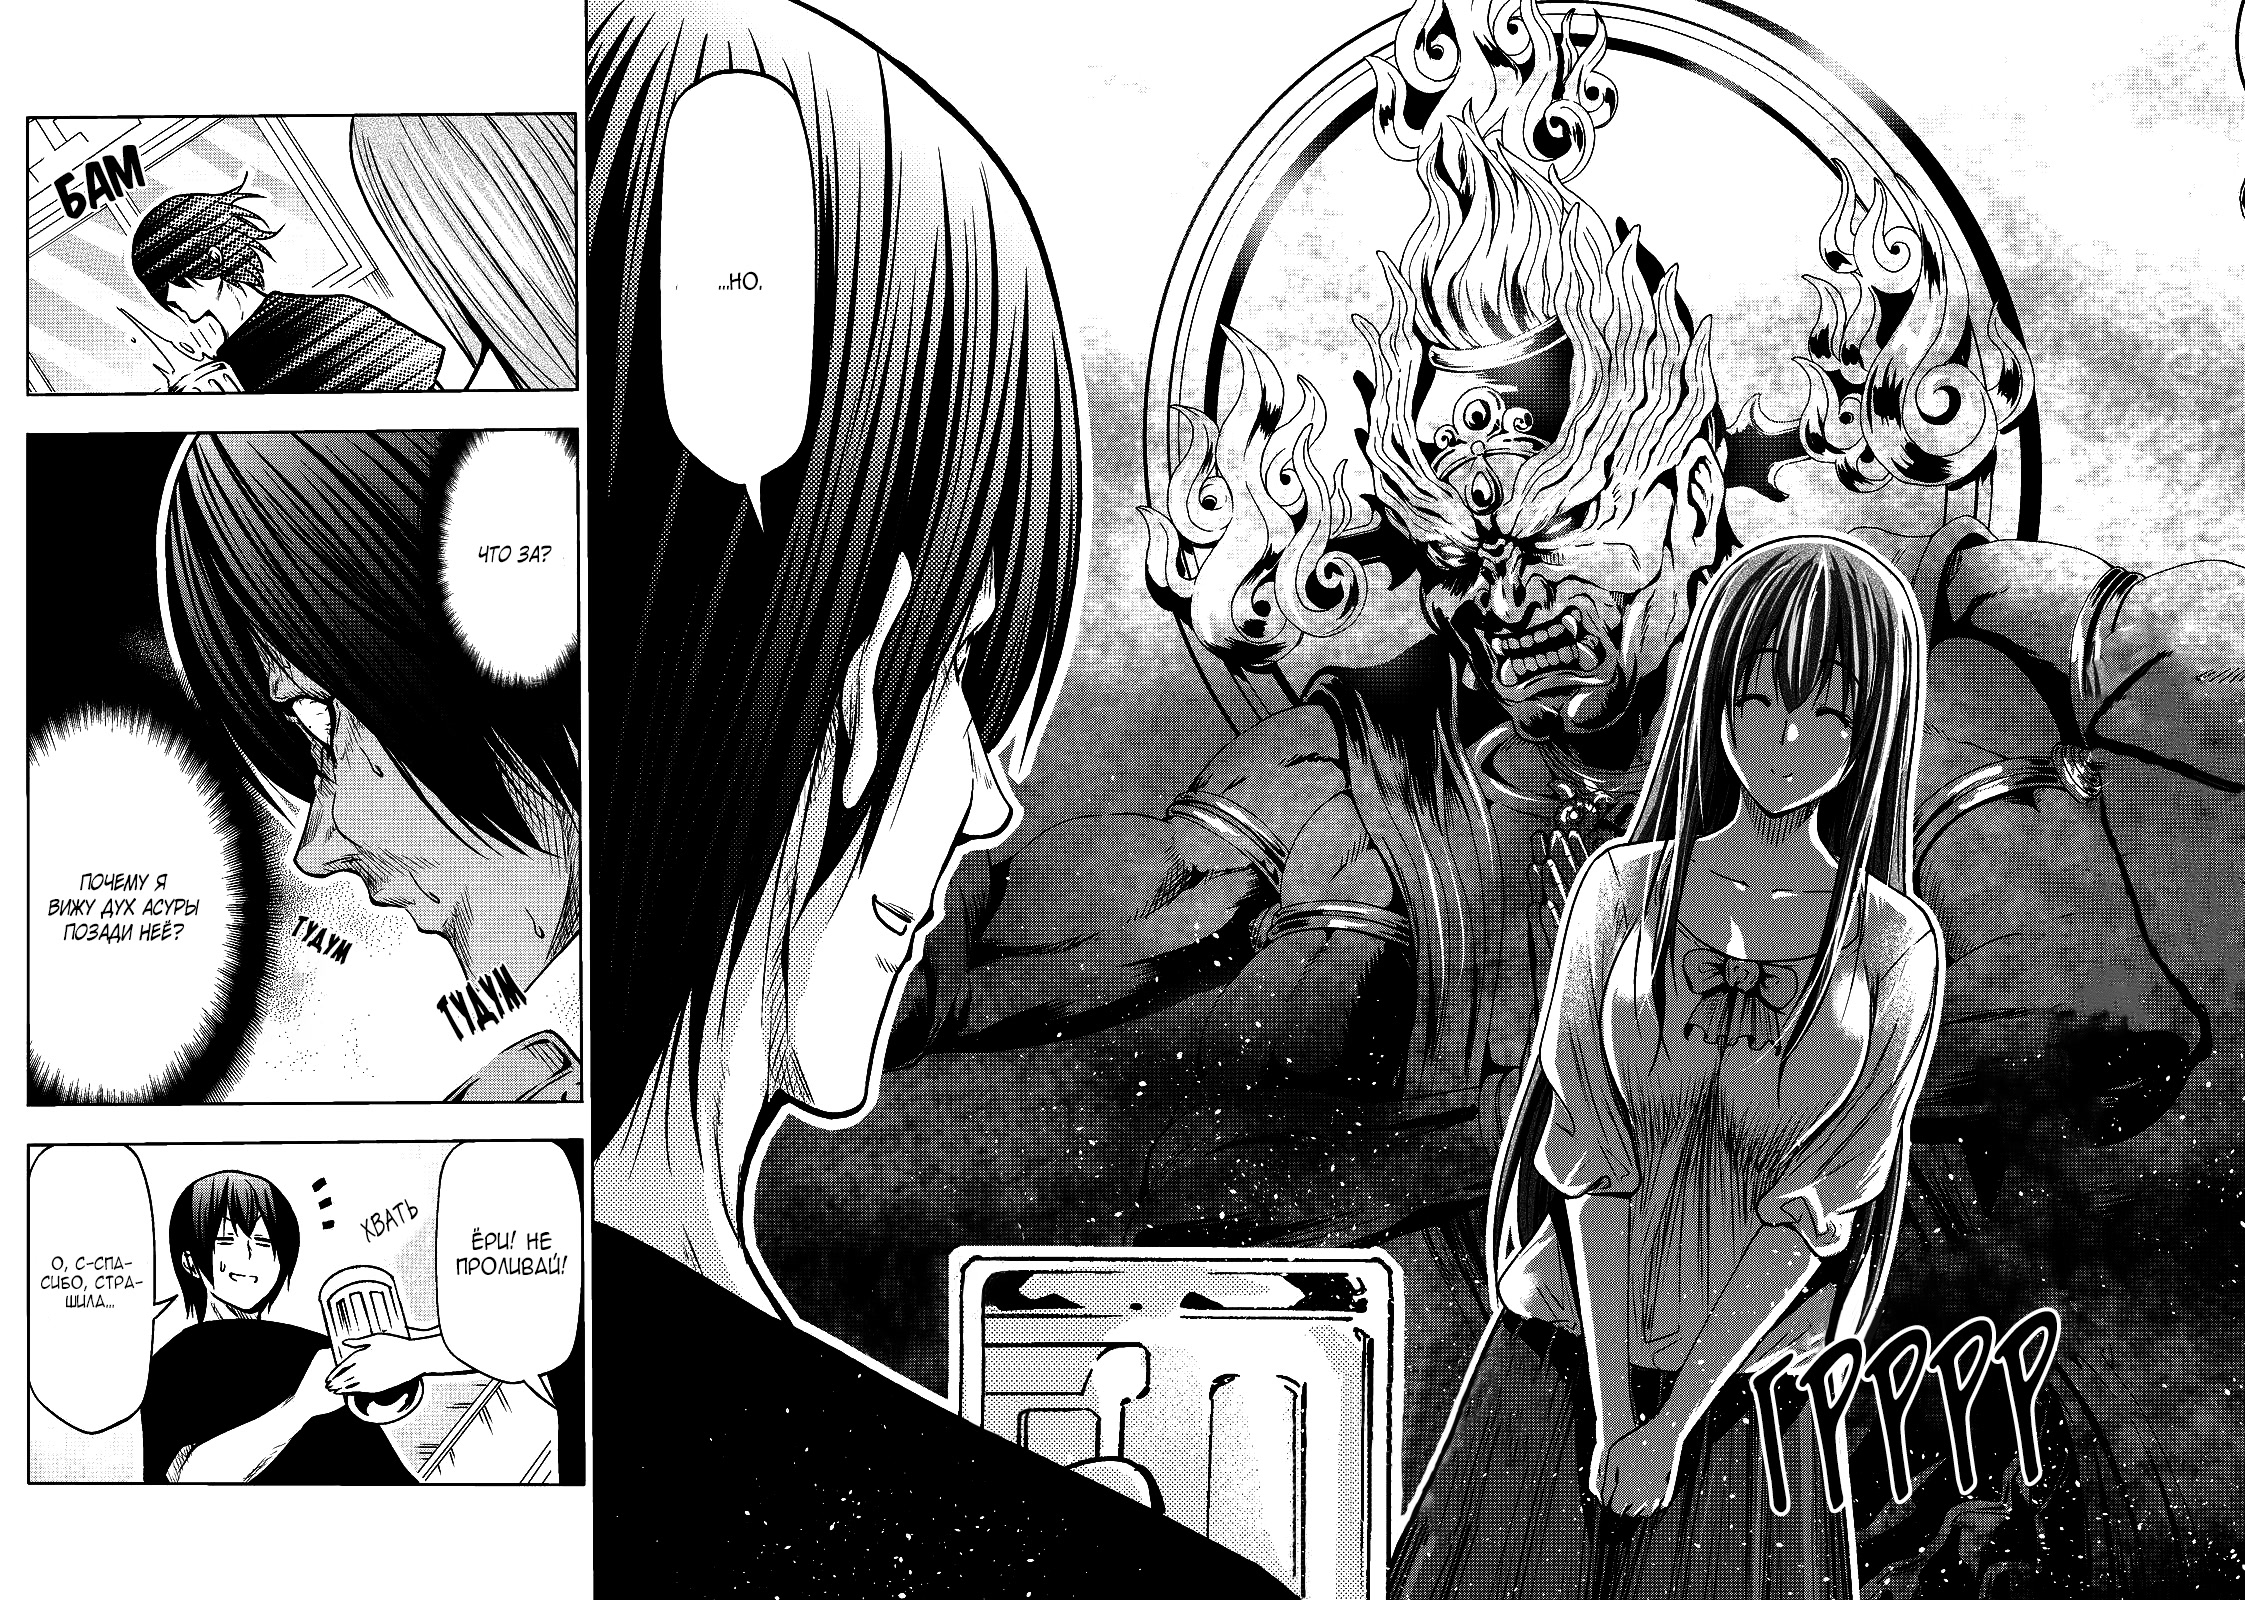 ...НО,
ГРРРР
БАМ
ЧТО ЗА?
ПОЧЕМУ Я
ВИЖУ ДУХ АСУРЫ
ПОЗАДИ НЕЁ?
ТУДУМ
ТУДУМ
ЁРИ! НЕ
ПРОЛИВАЙ!
ХВАТЬ
О, С-СПА-
СИБО, СТРА-
ШИЛА...